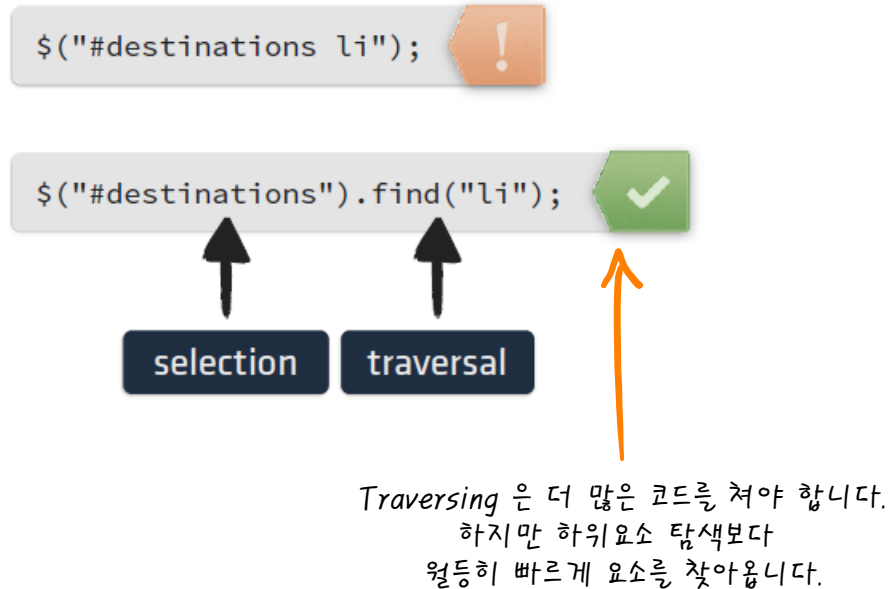 $("#destinations li");
!
$("#destinations").find("li");
selection
traversal
Traversing 은 더 많은 코드를 쳐야 합니다.
하지만 하위요소 탐색보다
월등히 빠르게 요소를 찾아옵니다.